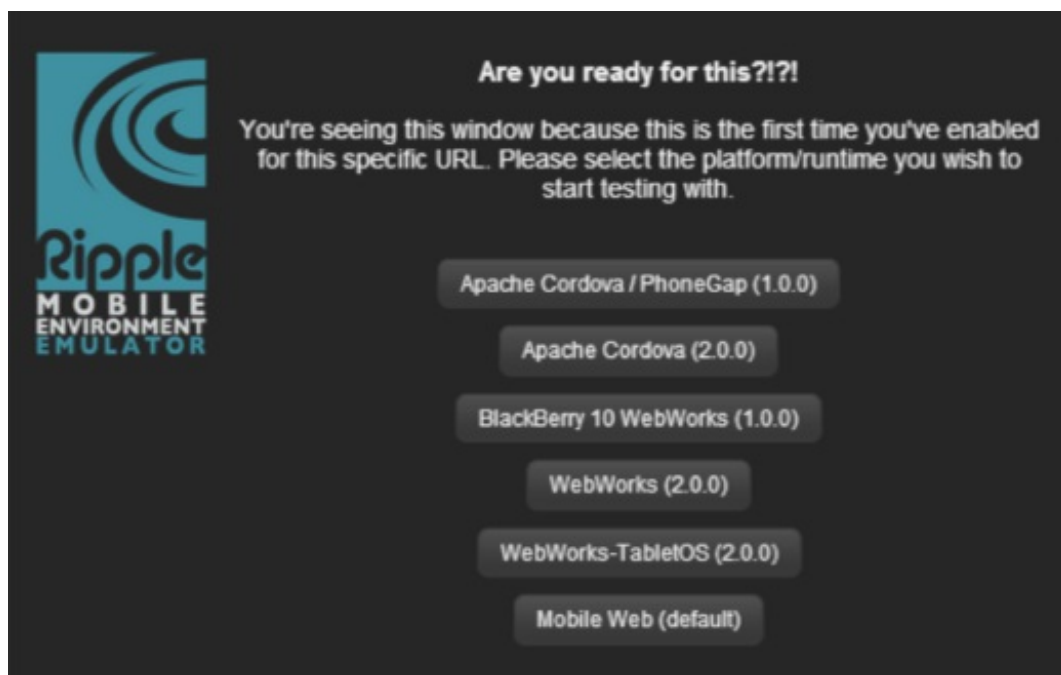 Are you ready for this?!?!
You're seeing this window because this is the first time you've enabled
for this specific URL. Please select the platform/runtime you wish to
start testing with.
Ripple
MOBILE
ENVIRONMENT
EMULATOR
Apache Cordova / PhoneGap (1.0.0)
Apache Cordova (2.0.0)
BlackBerry 10 WebWorks (1.0.0)
WebWorks (2.0.0)
WebWorks-TabletOS (2.0.0)
Mobile Web (default)